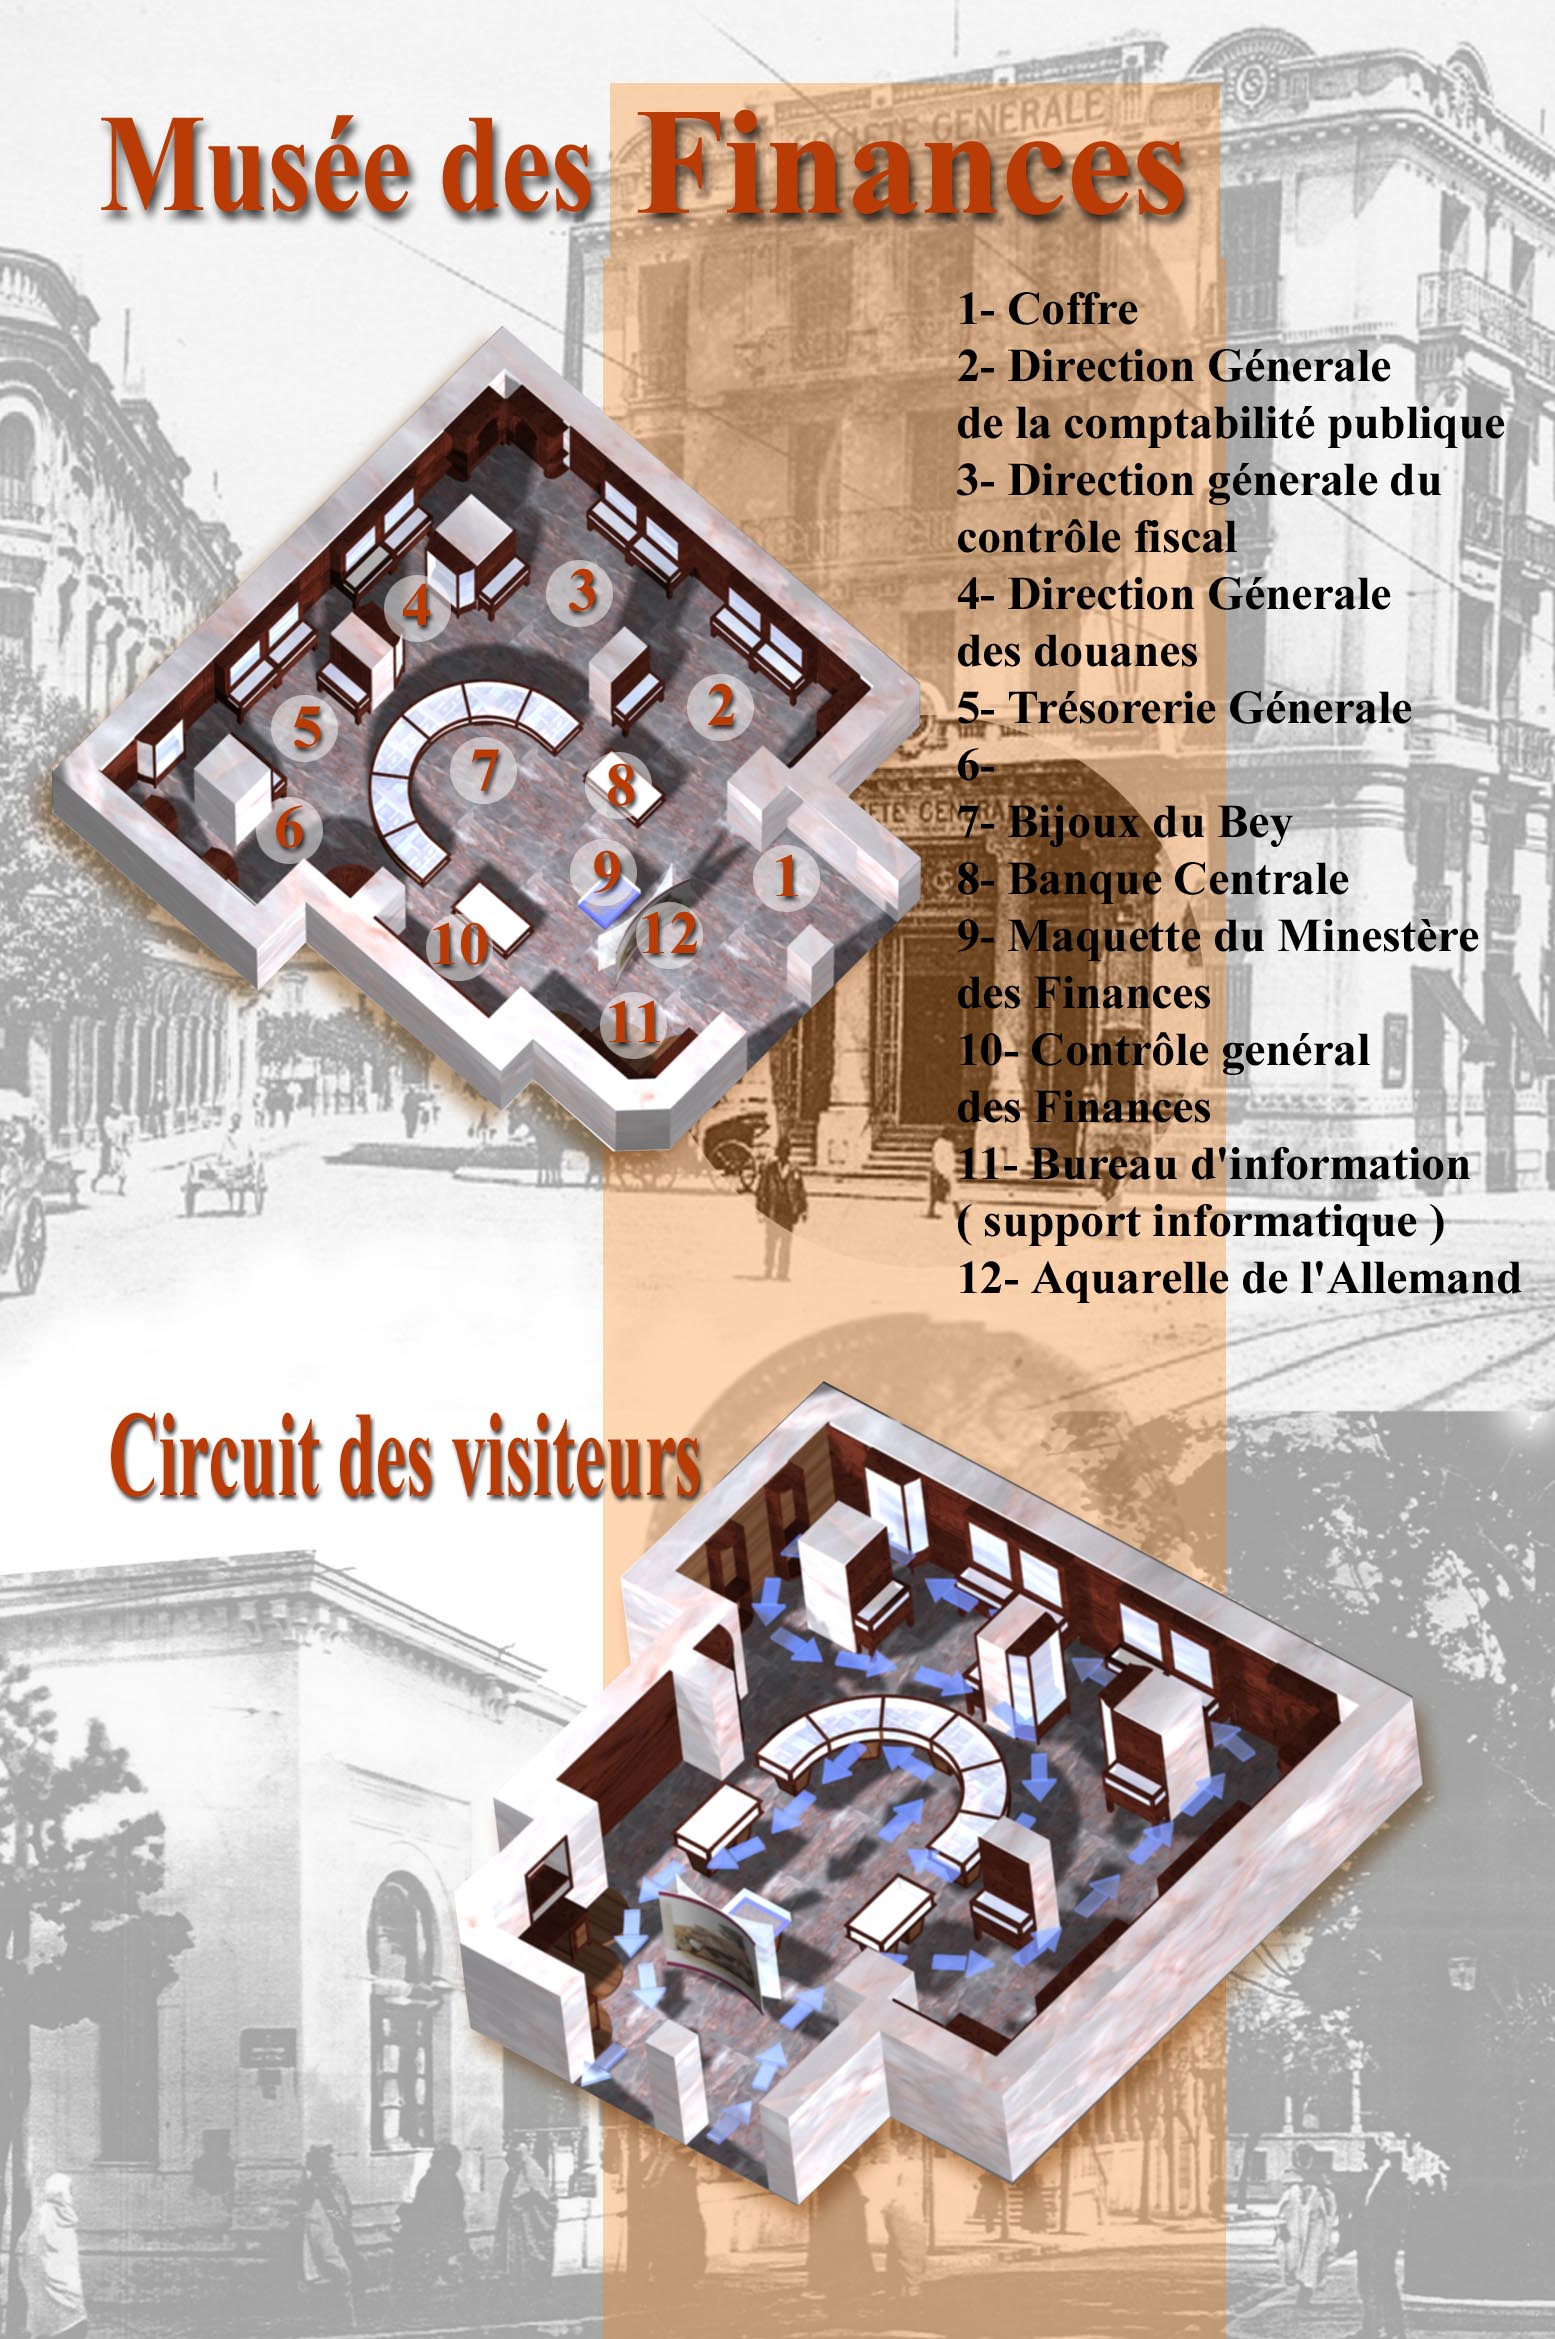 Musée des Finances
SOCIETE GENERALE
1- Coffre
2- Direction Génerale
de la comptabilité publique
3- Direction génerale du
contrôle fiscal
4- Direction Génerale
des douanes
5- Trésorerie Génerale
6-
7- Bijoux du Bey
8- Banque Centrale
9- Maquette du Minestère
des Finances
10- Contrôle genéral
des Finances
11- Bureau d'information
( support informatique )
12- Aquarelle de l'Allemand
3
4
2
5
7
8
6
9
1
10
12
11
Circuit des visiteurs